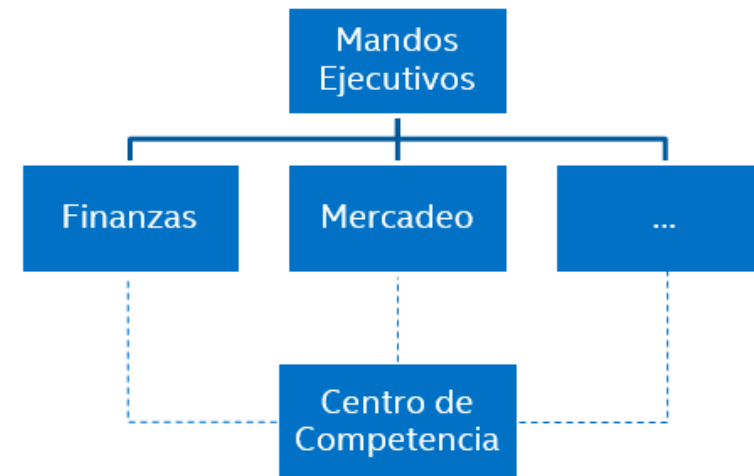 Mandos
Ejecutivos
Finanzas
Mercadeo
...
Centro de
Competencia